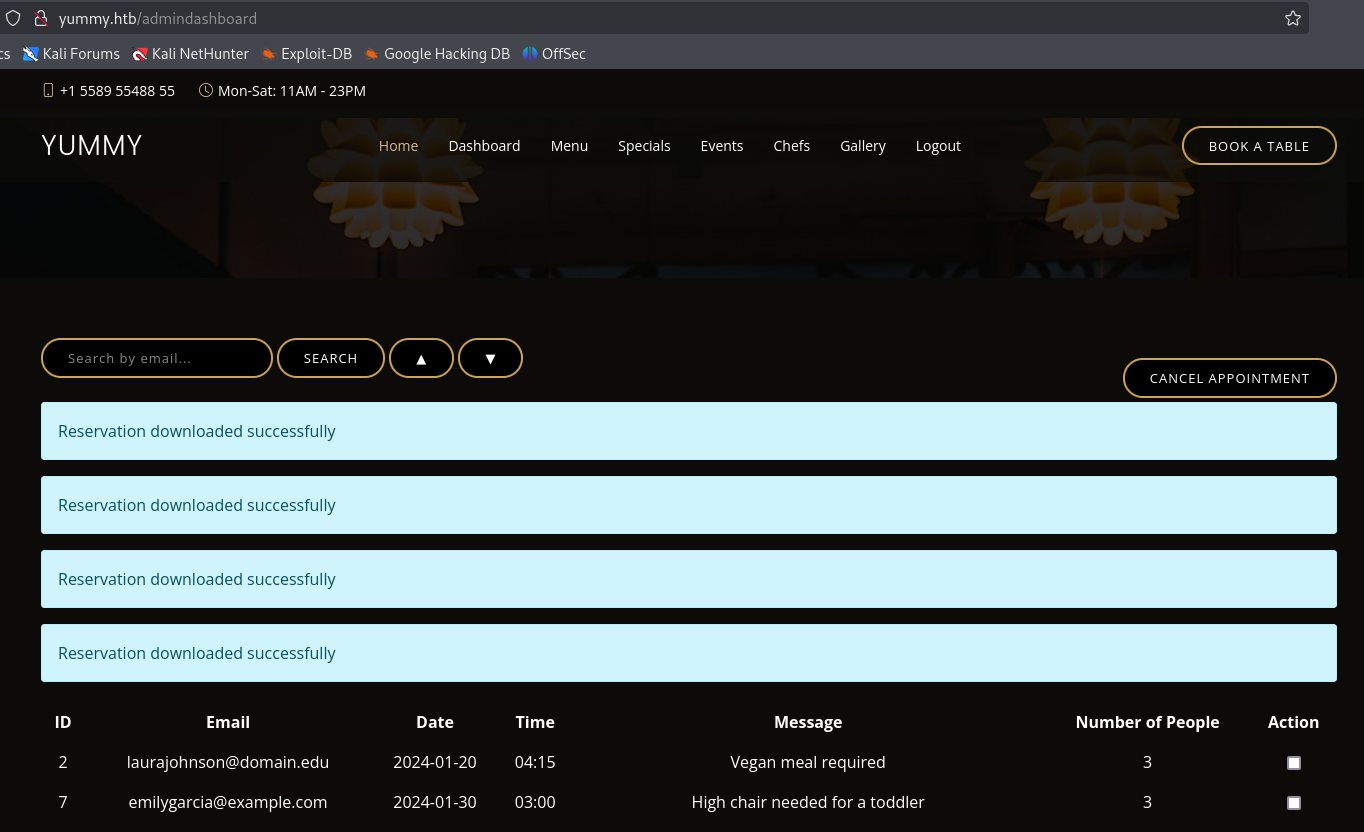 yummy.htb/admindashboard
cs Kali Forums Kali NetHunter Exploit-DB Google Hacking DB OffSec
+1 5589 55488 55 Mon-Sat: 11AM - 23PM
YUMMY Home Dashboard Menu Specials Events Chefs Gallery Logout BOOK A TABLE
Search by email... SEARCH ▲ ▼
CANCEL APPOINTMENT
Reservation downloaded successfully
Reservation downloaded successfully
Reservation downloaded successfully
Reservation downloaded successfully
ID Email Date Time Message Number of People Action
2 laurajohnson@domain.edu 2024-01-20 04:15 Vegan meal required 3
7 emilygarcia@example.com 2024-01-30 03:00 High chair needed for a toddler 3